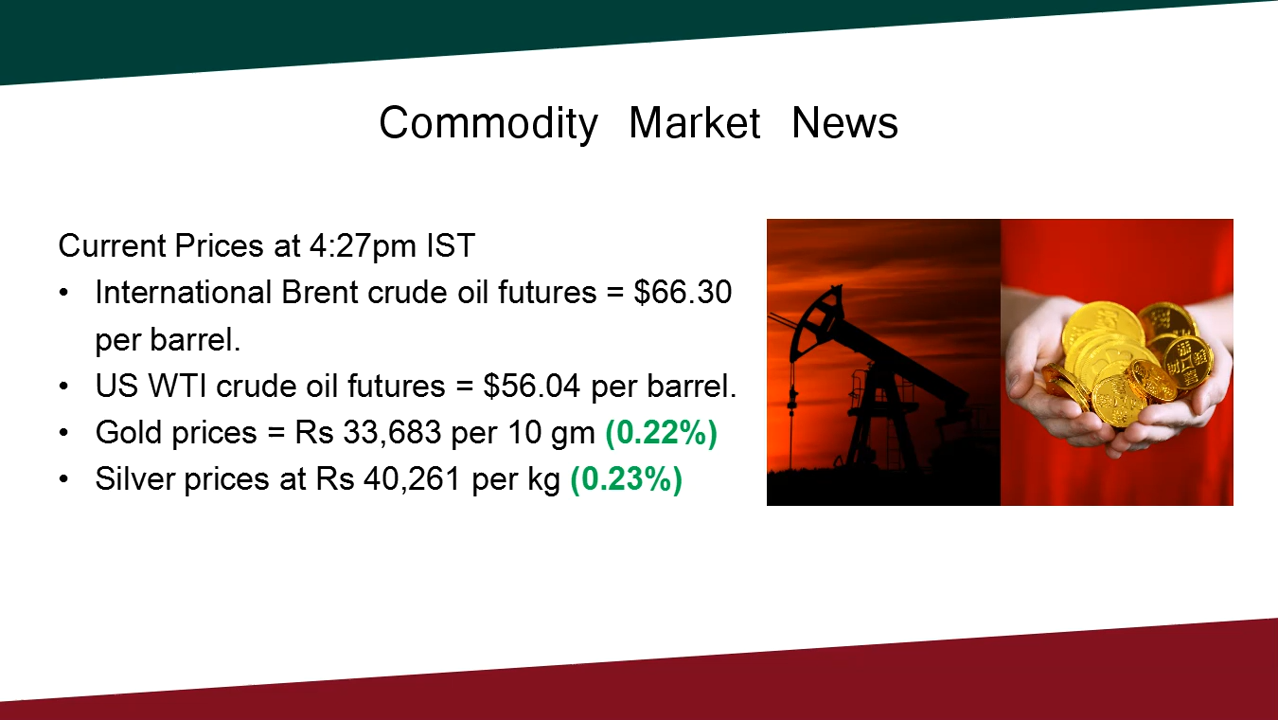 Commodity Market News
Current Prices at 4:27pm IST
• International Brent crude oil futures = $66.30
per barrel.
• US WTI crude oil futures = $56.04 per barrel.
• Gold prices = Rs 33,683 per 10 gm (0.22%)
• Silver prices at Rs 40,261 per kg (0.23%)